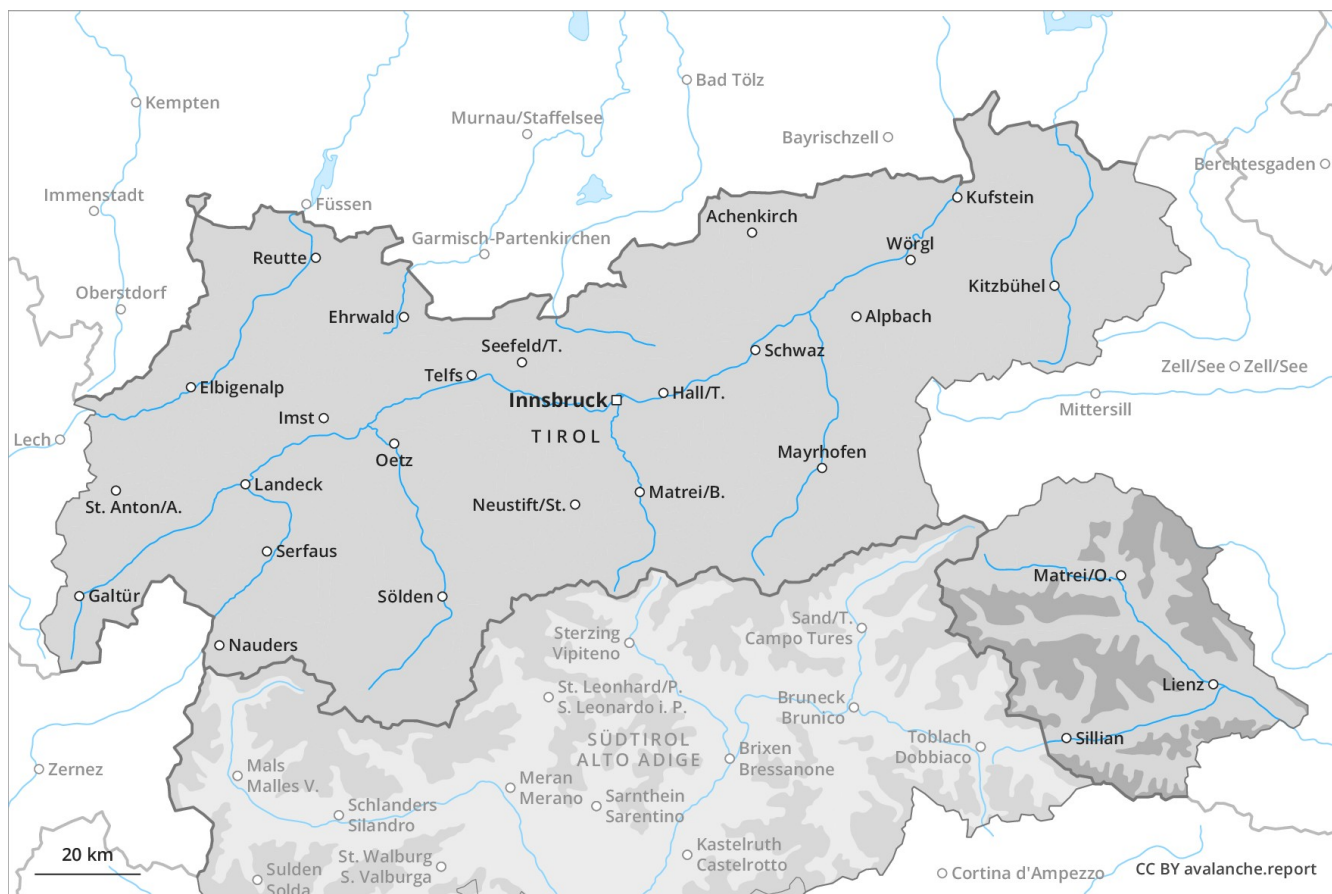 Kempten
Bad Tölz
Murnau/Staffelsee
Bayrischzell
Berchtesgaden
Immenstadt
Füssen
Kufstein
Achenkirch
Garmisch-Partenkirchen
Wörgl
Reutte
Kitzbühel
Oberstdorf
Ehrwald
Alpbach
Seefeld/T.
Schwaz
Zell/See
Zell/See
Telfs
Elbigenalp
Hall/T.
Innsbruck
Mittersill
Imst
TIROL
Lech
Oetz
Mayrhofen
Landeck
Matrei/B.
St. Anton/A.
Neustift/St.
Serfaus
Matrei/O.
Galtür
Sölden
Sand/T.
Campo Tures
Sterzing
Vipiteno
Nauders
Lienz
St. Leonhard/P.
S. Leonardo i. P.
Bruneck
Brunico
Sillian
Toblach
Dobbiaco
SÜDTIROL
ALTO ADIGE
Brixen
Bressanone
Zernez
Mals
Malles V.
Meran
Merano
Sarnthein
Sarentino
Schlanders
Silandro
Kastelruth
Castelrotto
20 km
St. Walburg
S. Valburga
Sulden
Solda
Cortina d'Ampezzo
CC BY avalanche.report